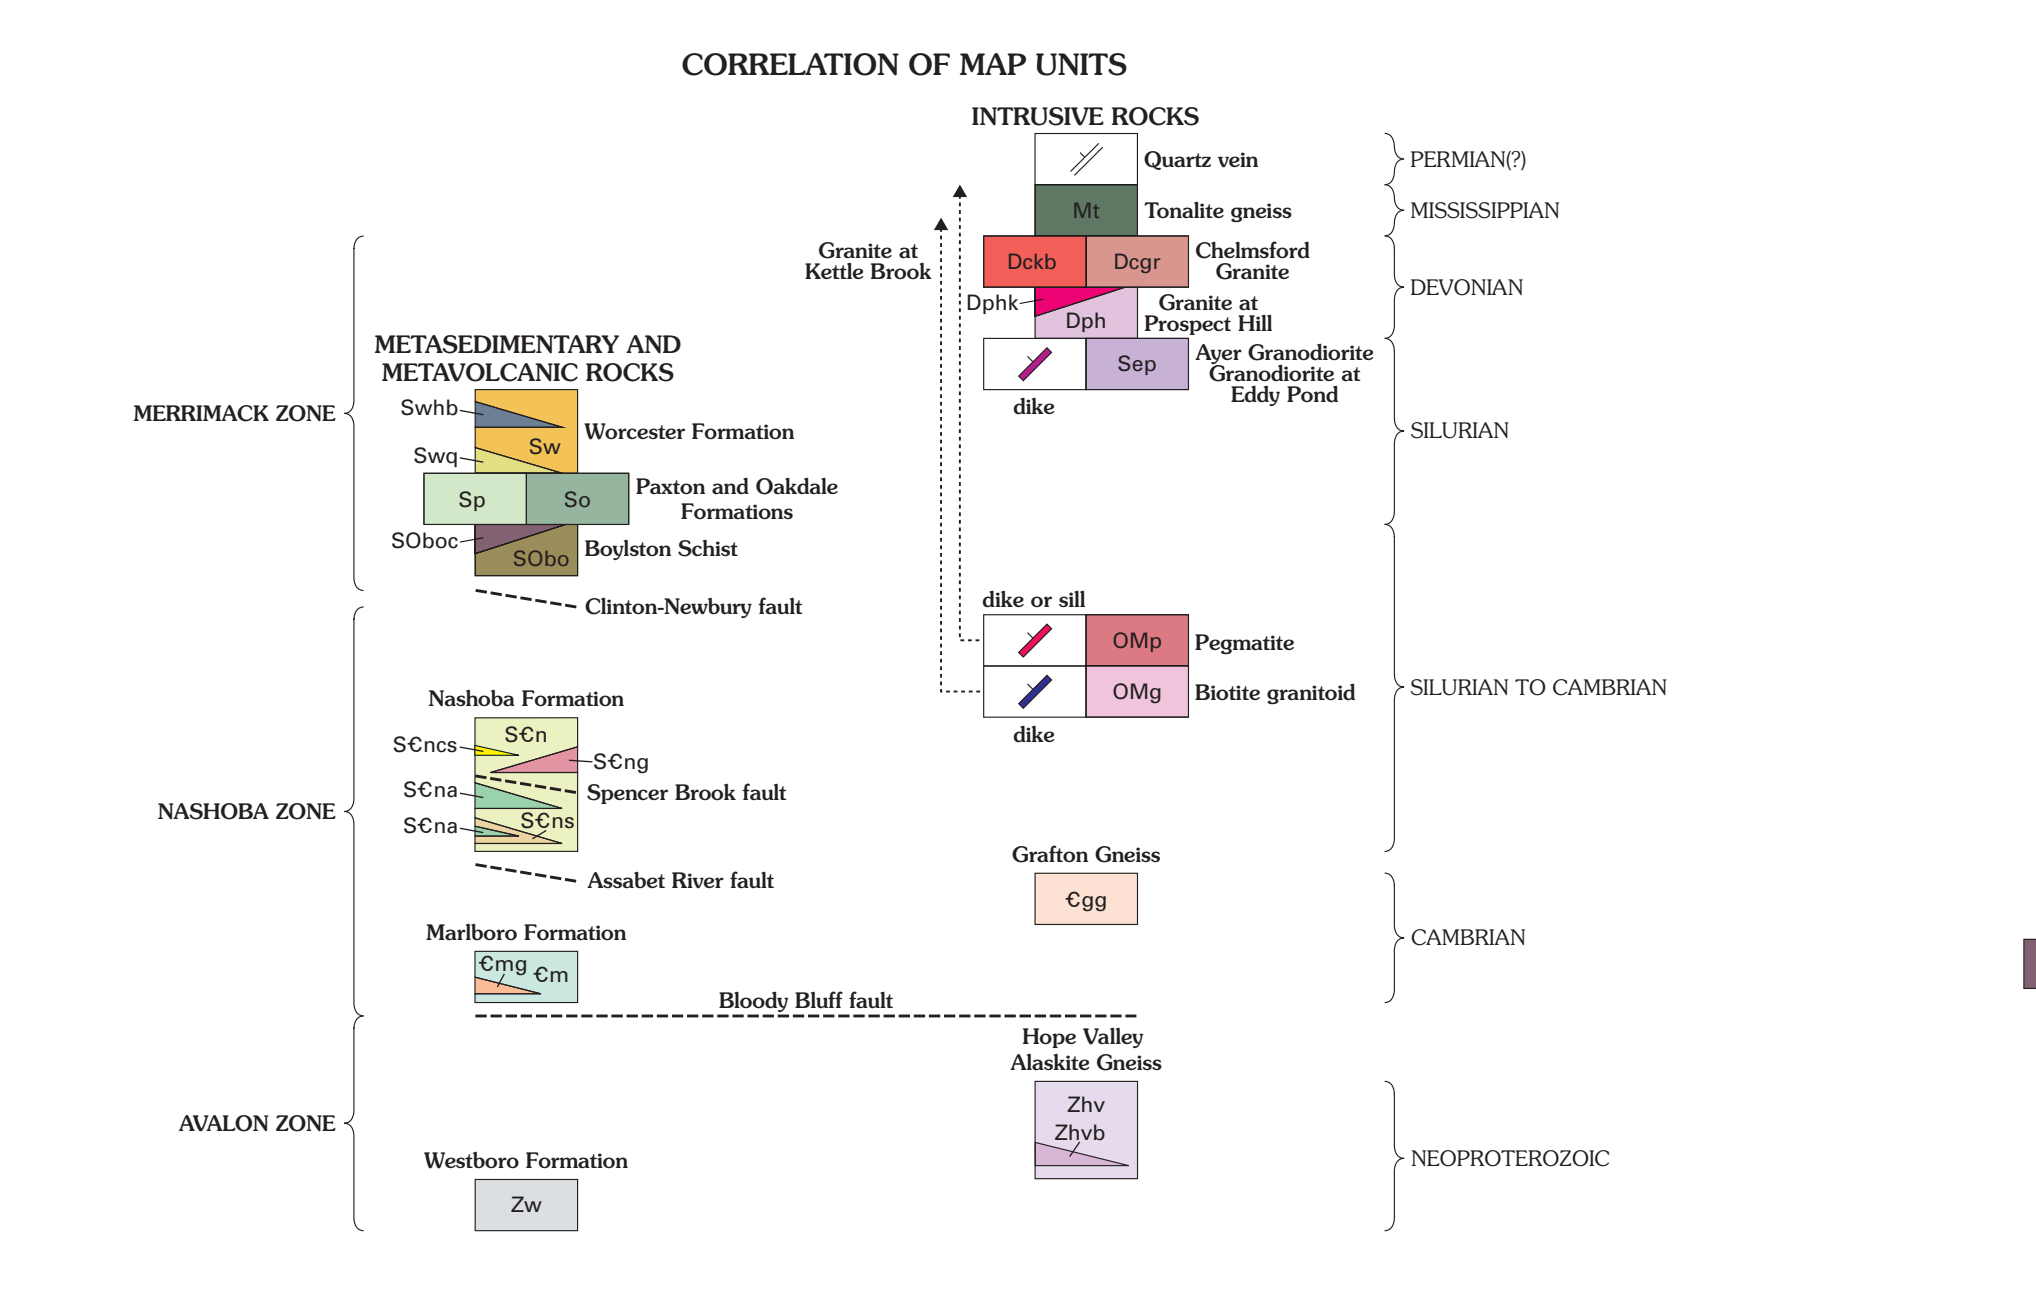 CORRELATION OF MAP UNITS
INTRUSIVE ROCKS
Quartz vein
PERMIAN(?)
Mt
Tonalite gneiss
MISSISSIPPIAN
Granite at
Kettle Brook
Dckb
Dcgr
Chelmsford
Granite
DEVONIAN
Dphk
Dph
Granite at
Prospect Hill
Sep
Ayer Granodiorite
Granodiorite at
Eddy Pond
dike
SILURIAN
METASEDIMENTARY AND
METAVOLCANIC ROCKS
MERRIMACK ZONE
Swhb
Sw
Swq
Worcester Formation
Sp
So
Paxton and Oakdale
Formations
SOboc
SObo
Boylston Schist
Clinton-Newbury fault
dike or sill
OMp
Pegmatite
OMg
Biotite granitoid
dike
SILURIAN TO CAMBRIAN
Nashoba Formation
S€n
S€ncs
S€ng
S€na
Spencer Brook fault
S€na
S€ns
NASHOBA ZONE
Assabet River fault
Grafton Gneiss
€gg
CAMBRIAN
Marlboro Formation
€mg
€m
Bloody Bluff fault
Hope Valley
Alaskite Gneiss
Zhv
Zhvb
AVALON ZONE
NEOPROTEROZOIC
Westboro Formation
Zw